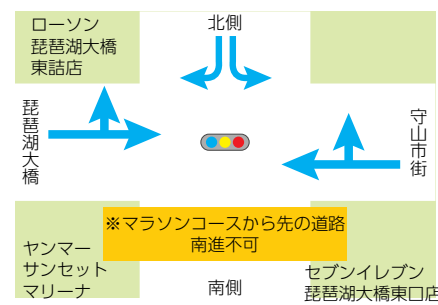 ローソン
琵琶湖大橋
東詰店
北側
琵琶湖大橋
守山市街
※マラソンコースから先の道路
南進不可
ヤンマー
サンセット
マリーナ
南側
セブンイレブン
琵琶湖大橋東口店